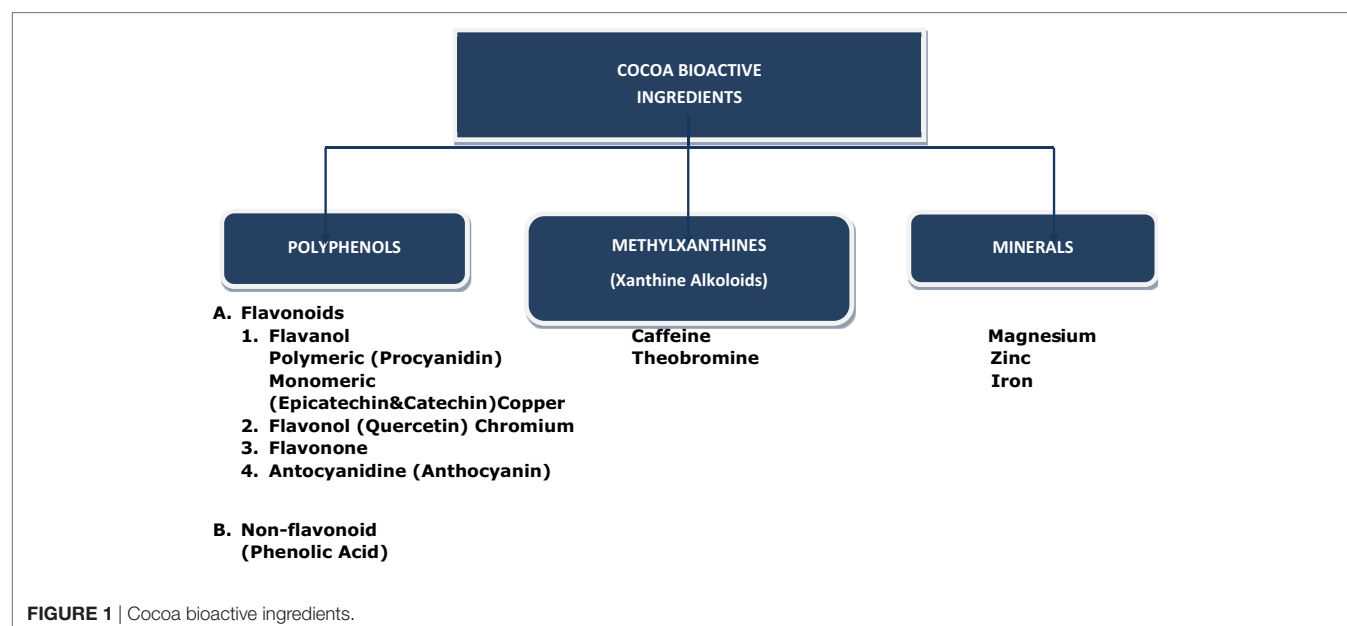 COCOA BIOACTIVE
INGREDIENTS
POLYPHENOLS
METHYLXANTHINES
(Xanthine Alkoloids)
MINERALS
A. Flavonoids
1. Flavanol
Polymeric (Procyanidin)
Monomeric
(Epicatechin&Catechin)Copper
2. Flavonol (Quercetin) Chromium
3. Flavonone
4. Antocyanidine (Anthocyanin)
B. Non-flavonoid
(Phenolic Acid)
Caffeine
Theobromine
Magnesium
Zinc
Iron
FIGURE 1 | Cocoa bioactive ingredients.